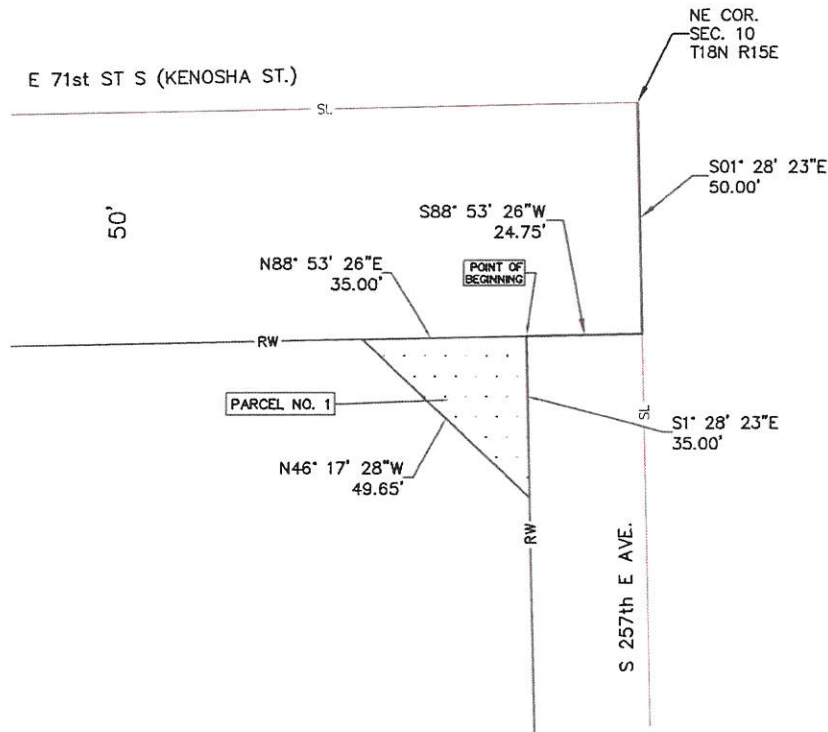 NE COR.
SEC. 10
T18N R15E
E 71st ST S (KENOSHA ST.)
SL
S01° 28' 23"E
50.00'
50'
S88° 53' 26"W
24.75'
N88° 53' 26"E
35.00'
POINT OF
BEGINNING
RW
PARCEL NO. 1
SL
S1° 28' 23"E
35.00'
N46° 17' 28"W
49.65'
RW
S 257th E AVE.